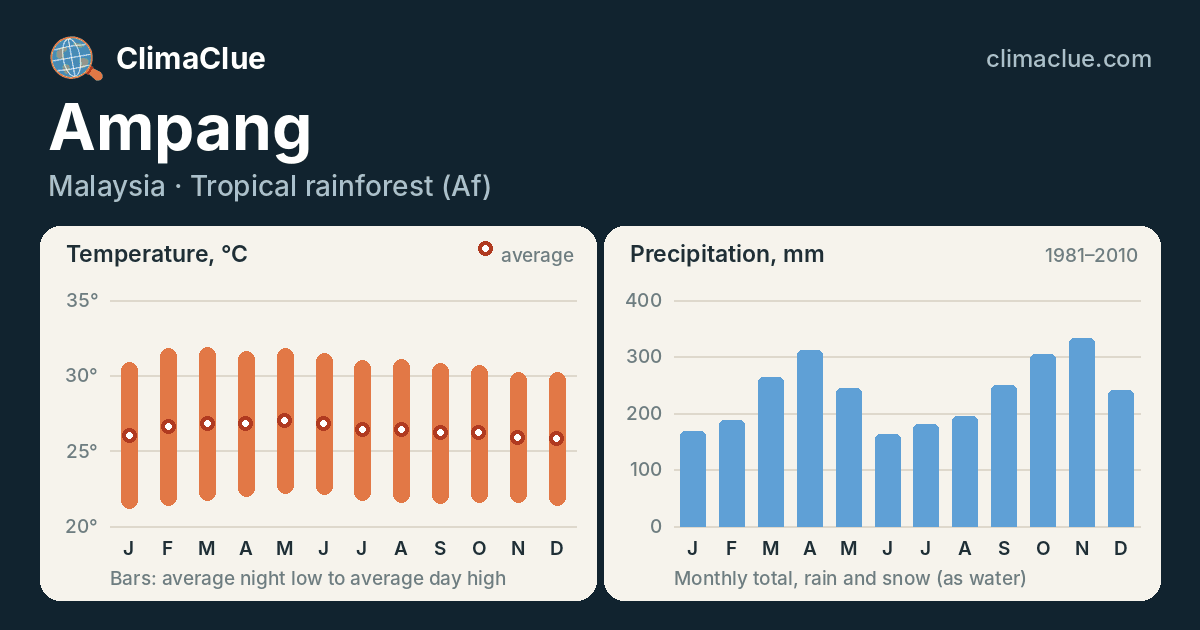 ClimaClue
climaclue.com
Ampang
Malaysia · Tropical rainforest (Af)
Temperature, °C
average
35°
30°
25°
20°
J F M A M J J A S O N D
Bars: average night low to average day high
Precipitation, mm
1981–2010
400
300
200
100
0
J F M A M J J A S O N D
Monthly total, rain and snow (as water)